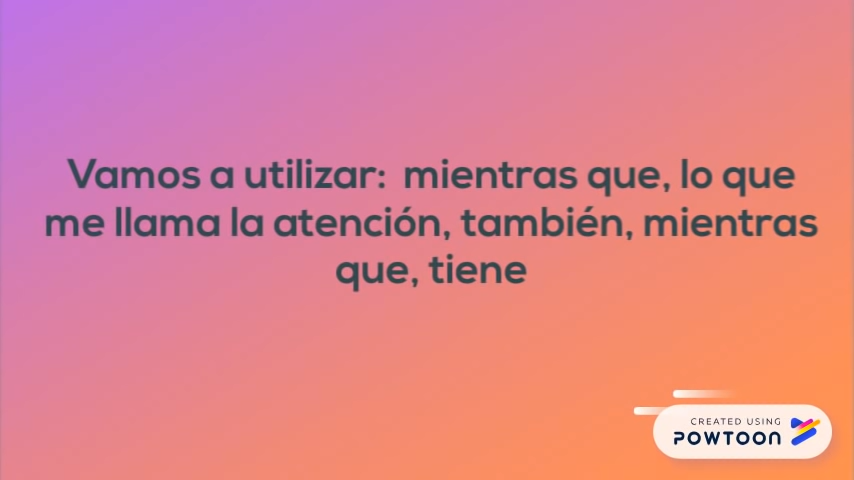 Vamos a utilizar: mientras que, lo que
me llama la atención, también, mientras
que, tiene
CREATED USING
POWTOON